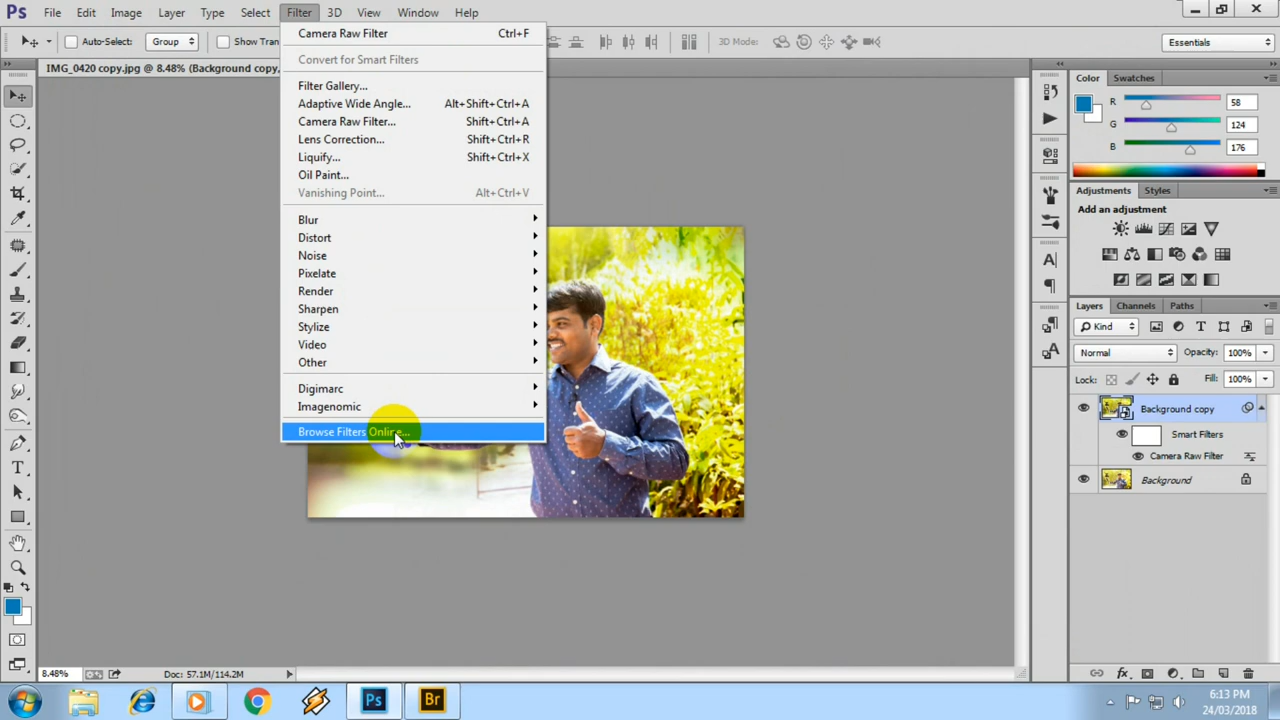 Ps File Edit Image Layer Type Select Filter 3D View Window Help
Auto-Select: Group Show Tran 3D Mode: Essentials
IMG_0420 copy.jpg @ 8.48% (Background copy,
Camera Raw Filter Ctrl+F
Convert for Smart Filters
Filter Gallery...
Adaptive Wide Angle... Alt+Shift+Ctrl+A
Camera Raw Filter... Shift+Ctrl+A
Lens Correction... Shift+Ctrl+R
Liquify... Shift+Ctrl+X
Oil Paint...
Vanishing Point... Alt+Ctrl+V
Blur
Distort
Noise
Pixelate
Render
Sharpen
Stylize
Video
Other
Digimarc
Imagenomic
Browse Filters Online...
Color Swatches
R 58
G 124
B 176
Adjustments Styles
Add an adjustment
Layers Channels Paths
Kind
Normal Opacity: 100%
Lock: Fill: 100%
Background copy
Smart Filters
Camera Raw Filter
Background
8.48% Doc: 57.1M/114.2M
Ps Br
6:13 PM
24/03/2018